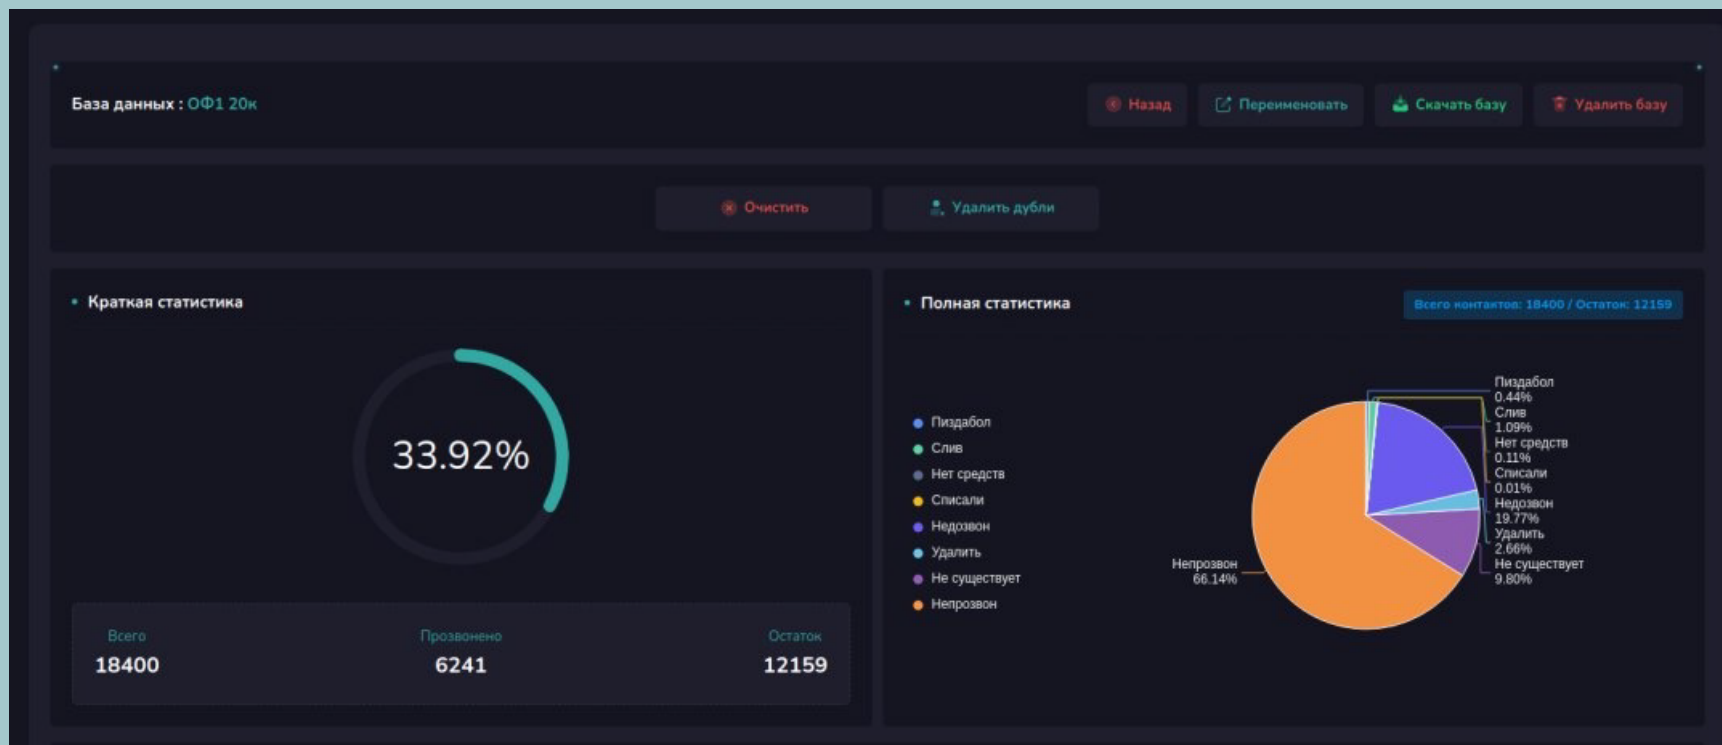 База данных : ОФ1 20к
Назад
Переименовать
Скачать базу
Удалить базу
Очистить
Удалить дубли
Краткая статистика
33.92%
Всего
Прозвонено
Остаток
18400
6241
12159
Полная статистика
Всего контактов: 18400 / Остаток: 12159
Пиздабол
Слив
Нет средств
Списали
Недозвон
Удалить
Не существует
Непрозвон
Пиздабол
0.44%
Слив
1.09%
Нет средств
0.11%
Списали
0.01%
Недозвон
19.77%
Удалить
2.66%
Не существует
9.80%
Непрозвон
66.14%